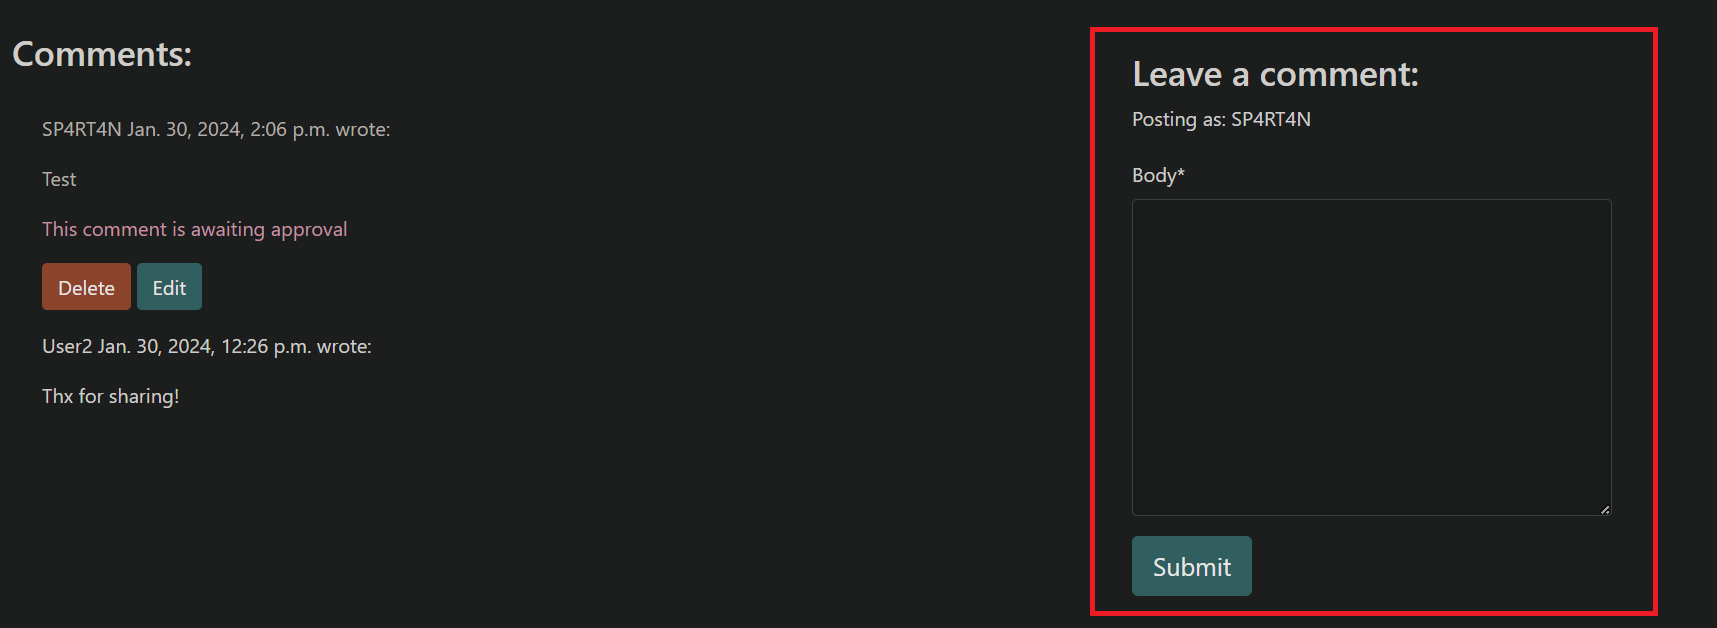 Comments:
SP4RT4N Jan. 30, 2024, 2:06 p.m. wrote:
Test
This comment is awaiting approval
Delete Edit
User2 Jan. 30, 2024, 12:26 p.m. wrote:
Thx for sharing!
Leave a comment:
Posting as: SP4RT4N
Body*
Submit